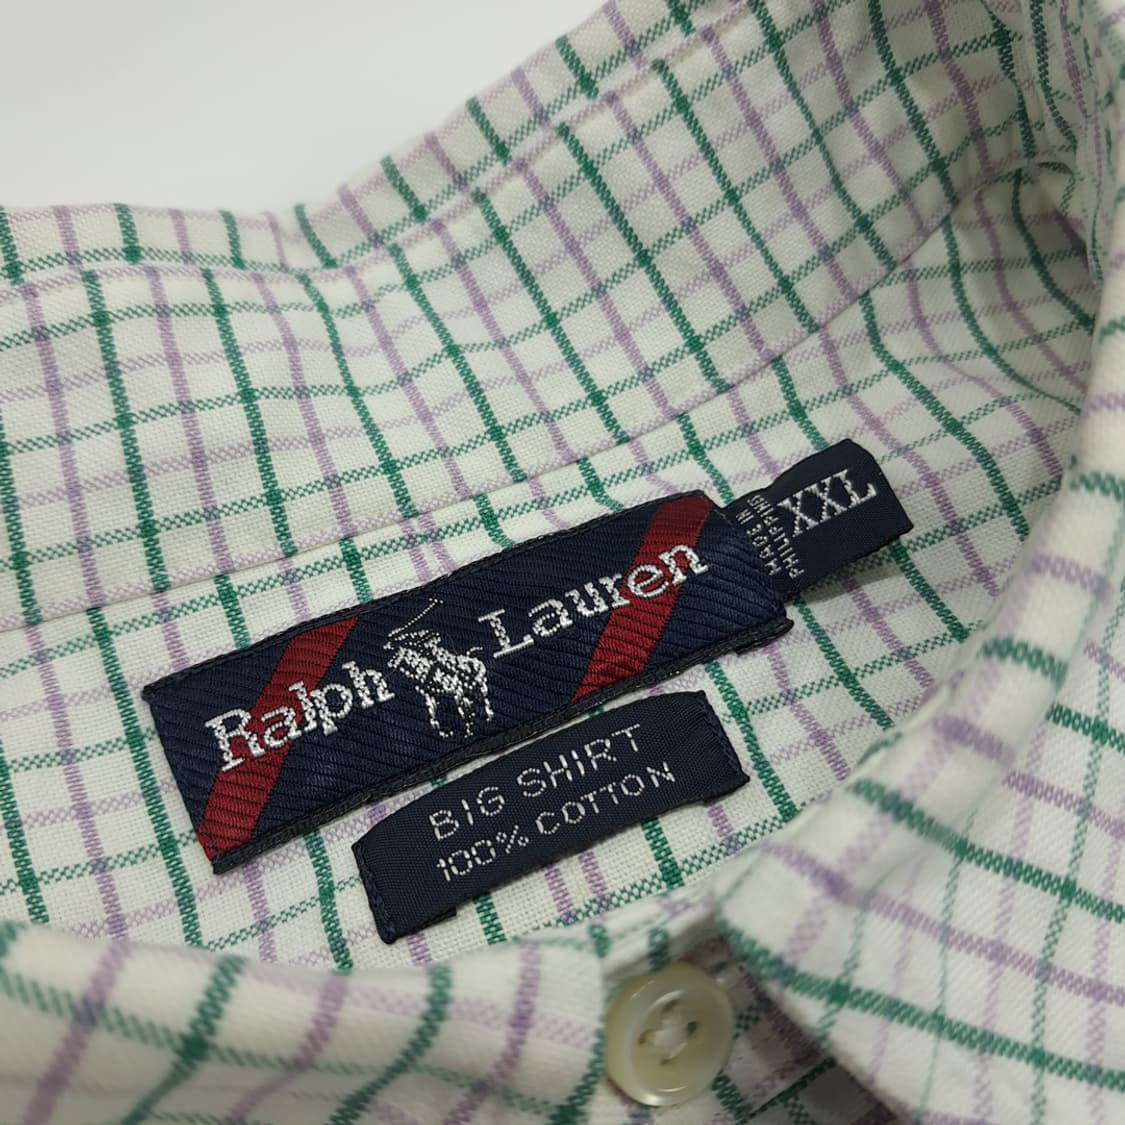 Ralph Lauren
XXL
MADE IN
PHILIPPINES
BIG SHIRT
100% COTTON